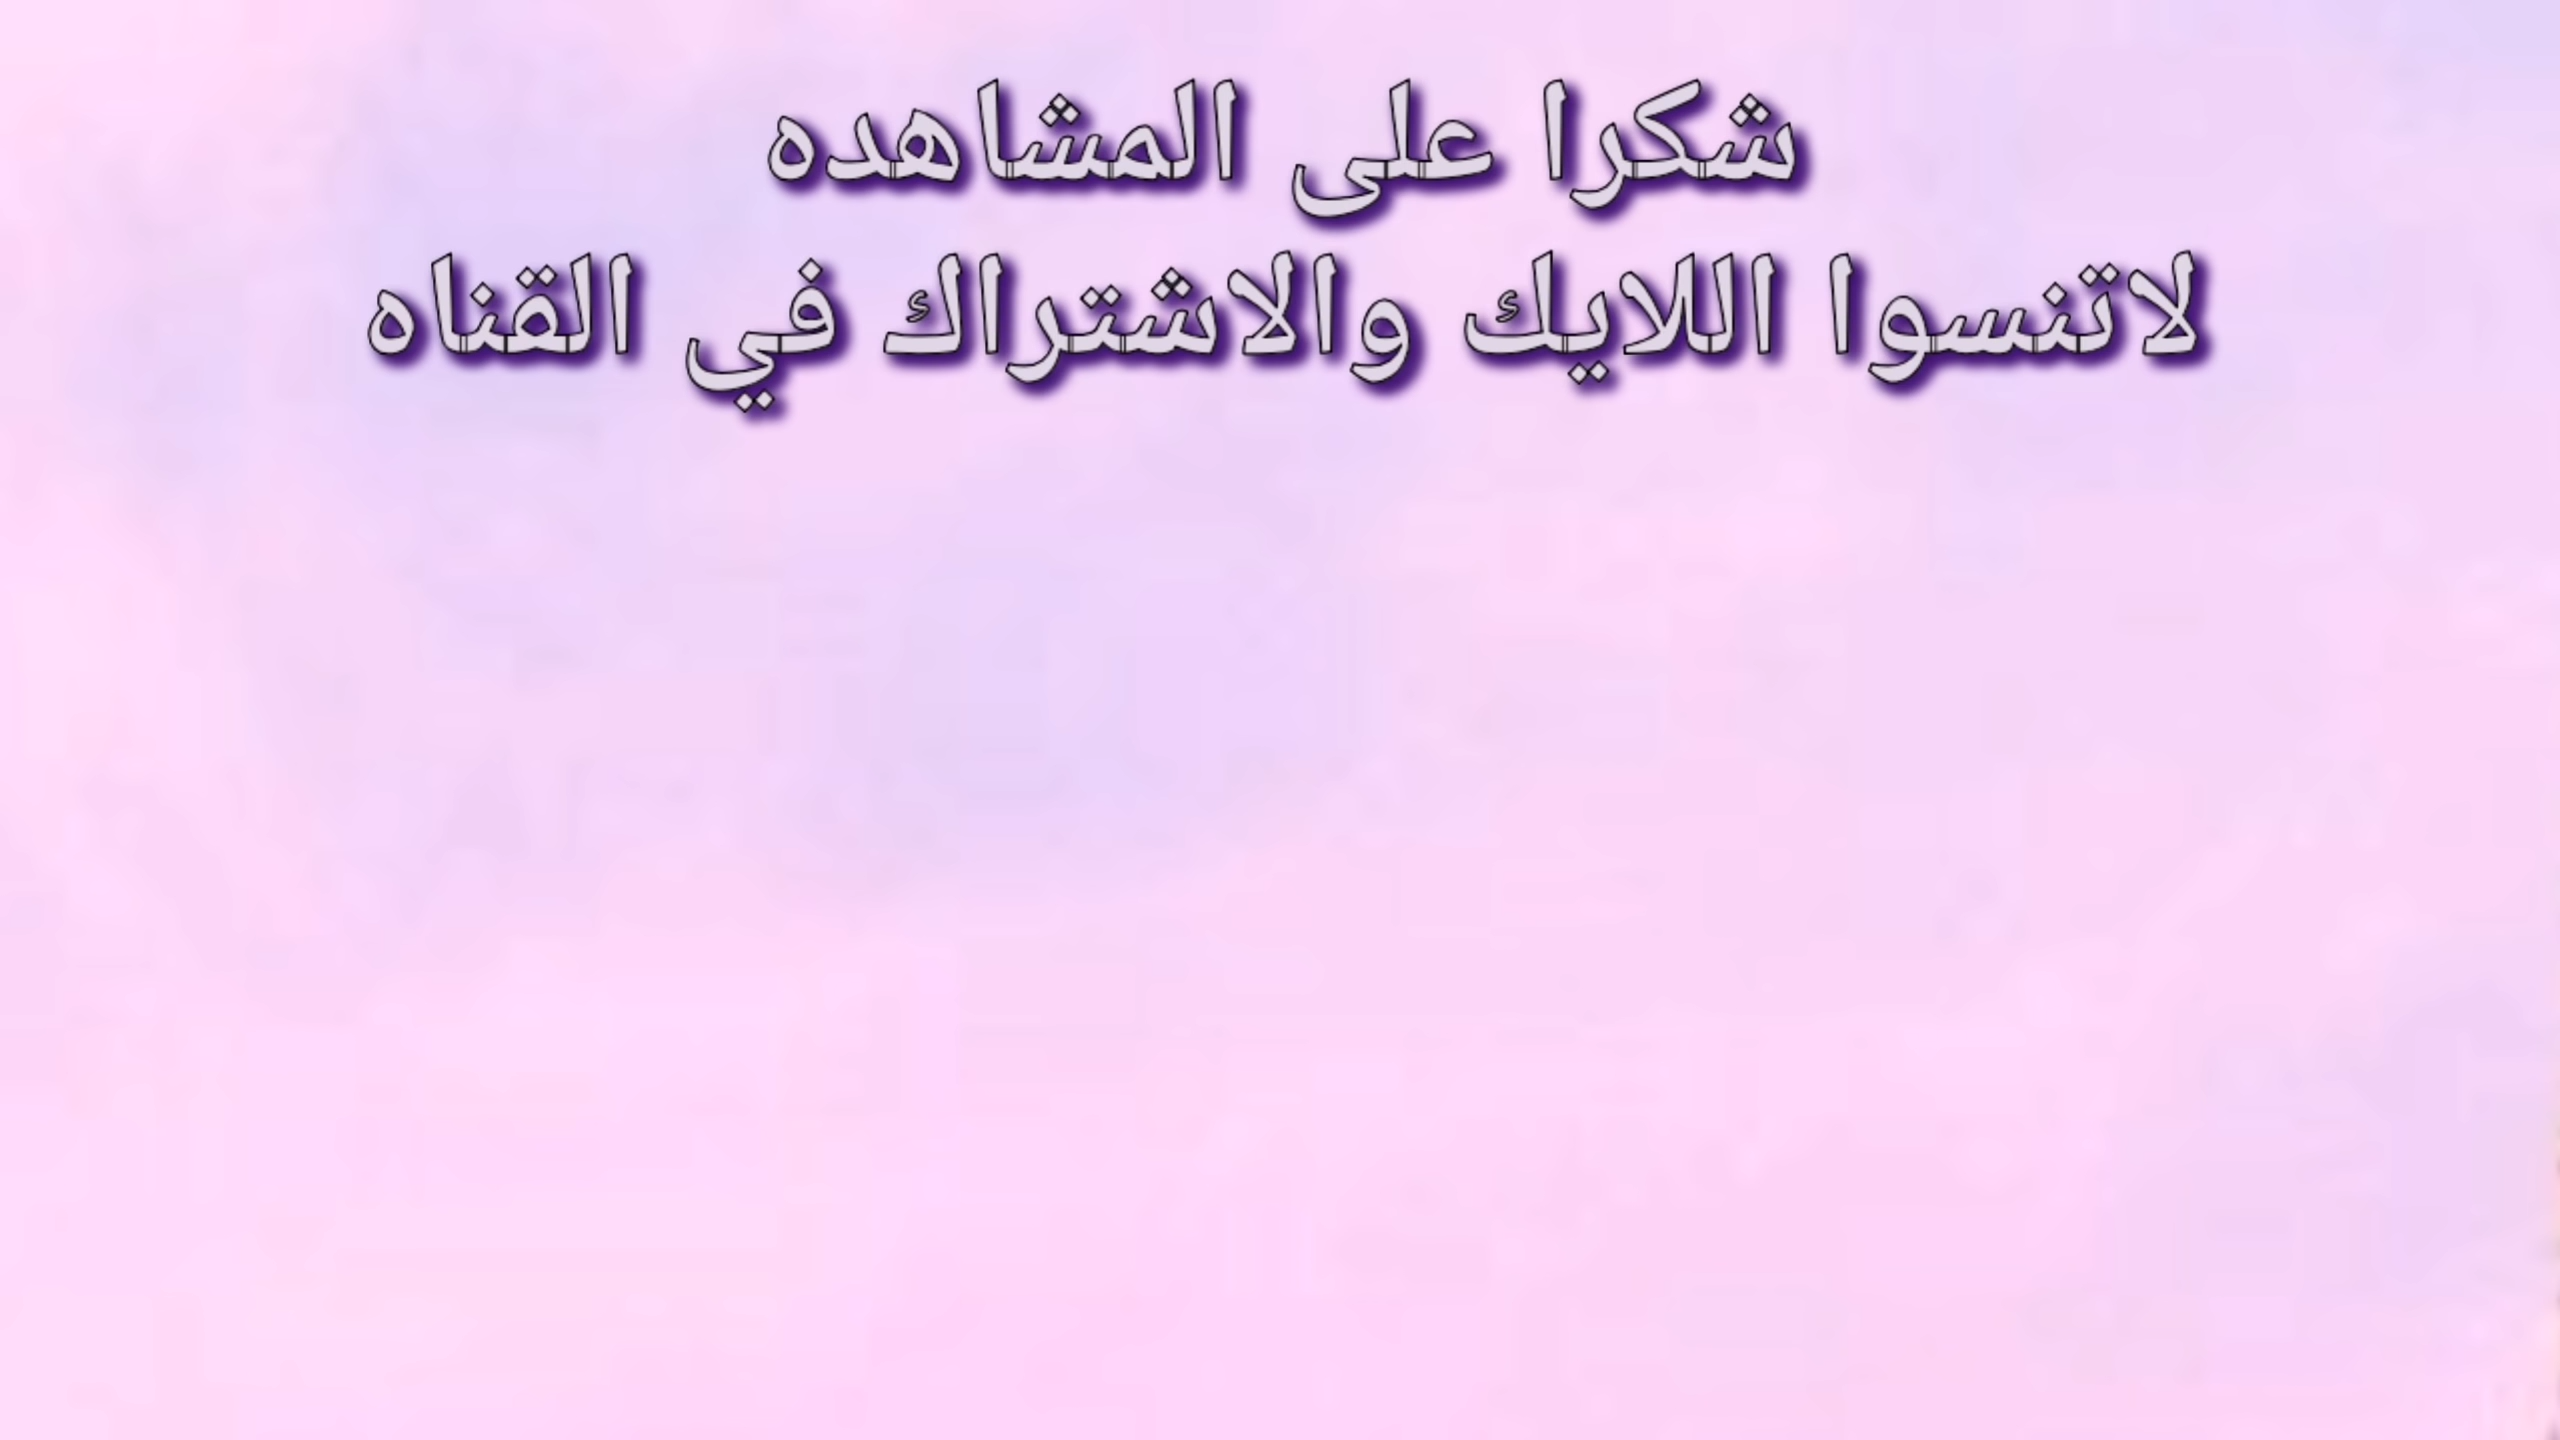 شكرا على المشاهده
لاتنسوا اللايك والاشتراك في القناه